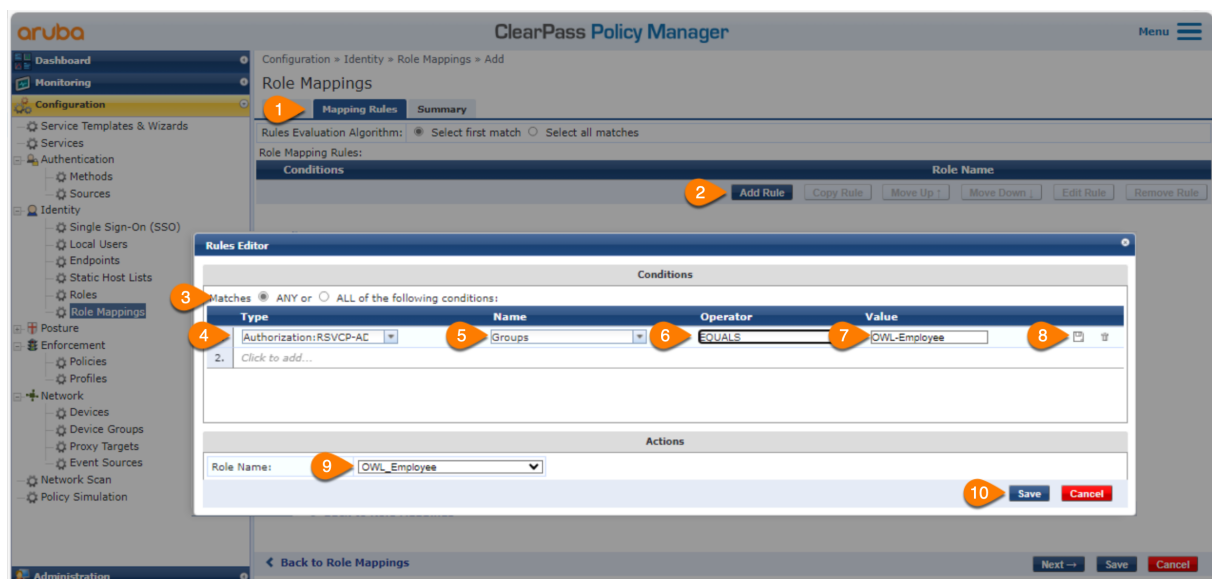 aruba ClearPass Policy Manager Menu
Dashboard
Monitoring
Configuration
Service Templates & Wizards
Services
Authentication
Methods
Sources
Identity
Single Sign-On (SSO)
Local Users
Endpoints
Static Host Lists
Roles
Role Mappings
Posture
Enforcement
Policies
Profiles
Network
Devices
Device Groups
Proxy Targets
Event Sources
Network Scan
Policy Simulation
Administration
Configuration » Identity » Role Mappings » Add
Role Mappings
1 Mapping Rules Summary
Rules Evaluation Algorithm: Select first match Select all matches
Role Mapping Rules:
Conditions Role Name
2 Add Rule Copy Rule Move Up ↑ Move Down ↓ Edit Rule Remove Rule
Rules Editor
Conditions
3 Matches ANY or ALL of the following conditions:
Type Name Operator Value
4 Authorization:RSVCP-AD 5 Groups 6 EQUALS 7 OWL-Employee 8
2. Click to add...
Actions
Role Name: 9 OWL_Employee
10 Save Cancel
Back to Role Mappings Next → Save Cancel